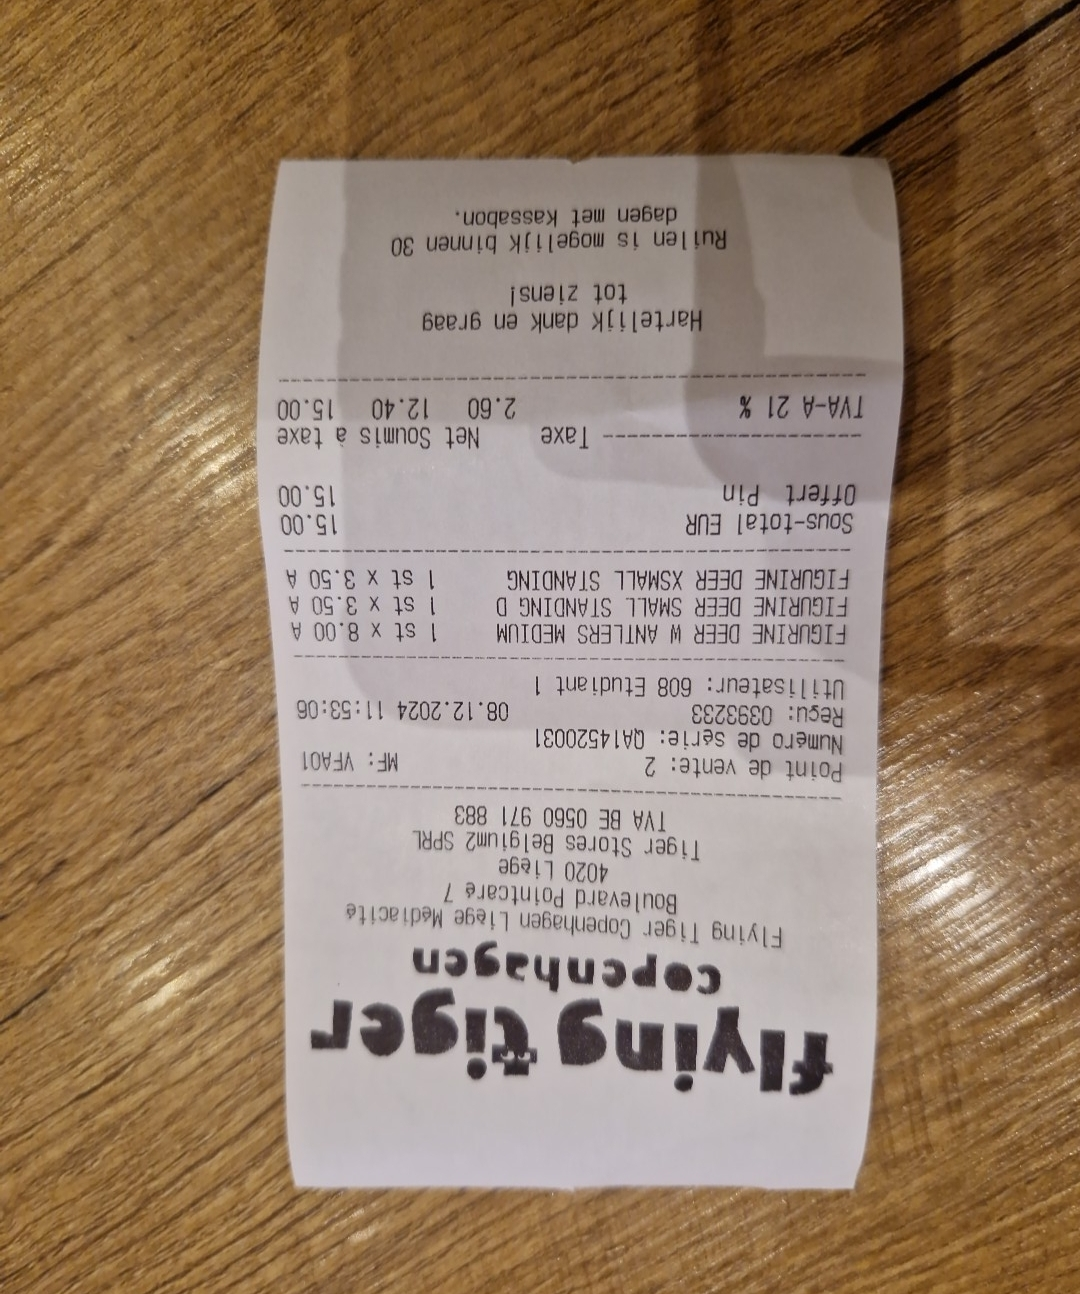 flying tiger
copenhagen
Flying Tiger Copenhagen Liege Médiacité
Boulevard Pointcaré 7
4020 Liège
Tiger Stores Belgium2 SPRL
TVA BE 0560 971 883
Point de vente: 2 MF: VFA01
Numéro de série: QA14520031
Reçu: 0393233 08.12.2024 11:53:06
Utilisateur: 608 Etudiant 1
FIGURINE DEER W ANTLERS MEDIUM 1 st x 8.00 A
FIGURINE DEER SMALL STANDING D 1 st x 3.50 A
FIGURINE DEER XSMALL STANDING 1 st x 3.50 A
Sous-total EUR 15.00
Offert Pin 15.00
Taxe Net Soumis à taxe
TVA-A 21 % 2.60 12.40 15.00
Hartelijk dank en graag
tot ziens!
Ruilen is mogelijk binnen 30
dagen met kassabon.